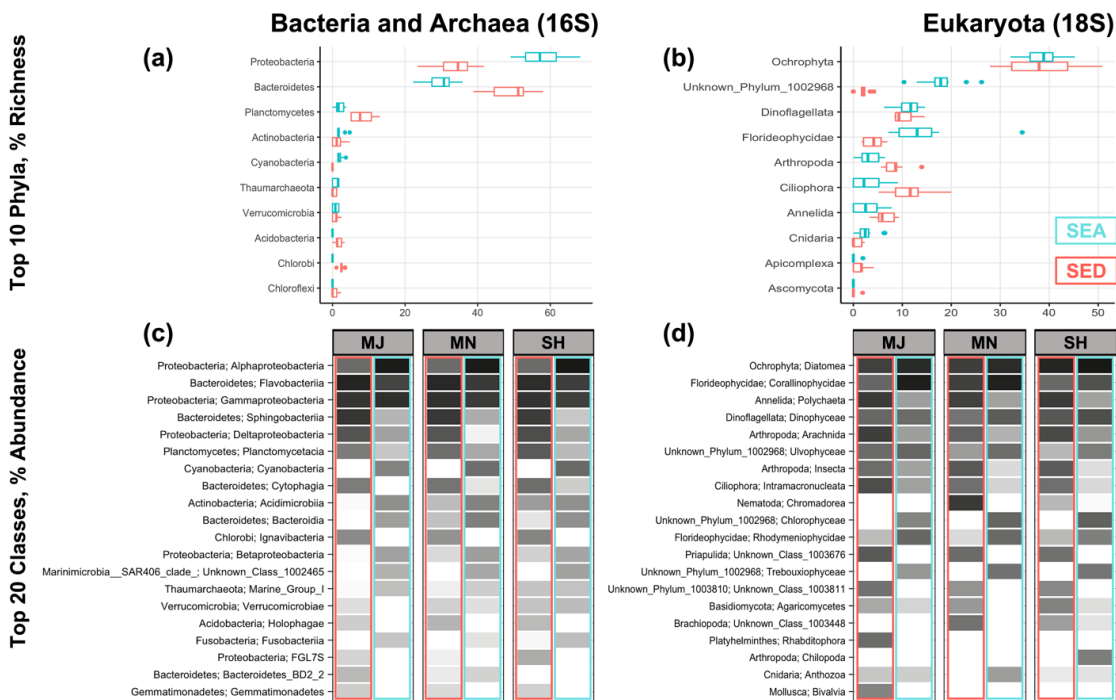 Bacteria and Archaea (16S)
Eukaryota (18S)
Top 10 Phyla, % Richness
(a)
Proteobacteria
Bacteroidetes
Planctomycetes
Actinobacteria
Cyanobacteria
Thaumarchaeota
Verrucomicrobia
Acidobacteria
Chlorobi
Chloroflexi
0 20 40 60
(b)
Ochrophyta
Unknown_Phylum_1002968
Dinoflagellata
Florideophycidae
Arthropoda
Ciliophora
Annelida
Cnidaria
Apicomplexa
Ascomycota
0 10 20 30 40 50
SEA
SED
Top 20 Classes, % Abundance
(c)
MJ MN SH
Proteobacteria; Alphaproteobacteria
Bacteroidetes; Flavobacteriia
Proteobacteria; Gammaproteobacteria
Bacteroidetes; Sphingobacteriia
Proteobacteria; Deltaproteobacteria
Planctomycetes; Planctomycetacia
Cyanobacteria; Cyanobacteria
Bacteroidetes; Cytophagia
Actinobacteria; Acidimicrobiia
Bacteroidetes; Bacteroidia
Chlorobi; Ignavibacteria
Proteobacteria; Betaproteobacteria
Marinimicrobia__SAR406_clade_; Unknown_Class_1002465
Thaumarchaeota; Marine_Group_I
Verrucomicrobia; Verrucomicrobiae
Acidobacteria; Holophagae
Fusobacteria; Fusobacteriia
Proteobacteria; FGL7S
Bacteroidetes; Bacteroidetes_BD2_2
Gemmatimonadetes; Gemmatimonadetes
(d)
MJ MN SH
Ochrophyta; Diatomea
Florideophycidae; Corallinophycidae
Annelida; Polychaeta
Dinoflagellata; Dinophyceae
Arthropoda; Arachnida
Unknown_Phylum_1002968; Ulvophyceae
Arthropoda; Insecta
Ciliophora; Intramacronucleata
Nematoda; Chromadorea
Unknown_Phylum_1002968; Chlorophyceae
Florideophycidae; Rhodymeniophycidae
Priapulida; Unknown_Class_1003676
Unknown_Phylum_1002968; Trebouxiophyceae
Unknown_Phylum_1003810; Unknown_Class_1003811
Basidiomycota; Agaricomycetes
Brachiopoda; Unknown_Class_1003448
Platyhelminthes; Rhabditophora
Arthropoda; Chilopoda
Cnidaria; Anthozoa
Mollusca; Bivalvia